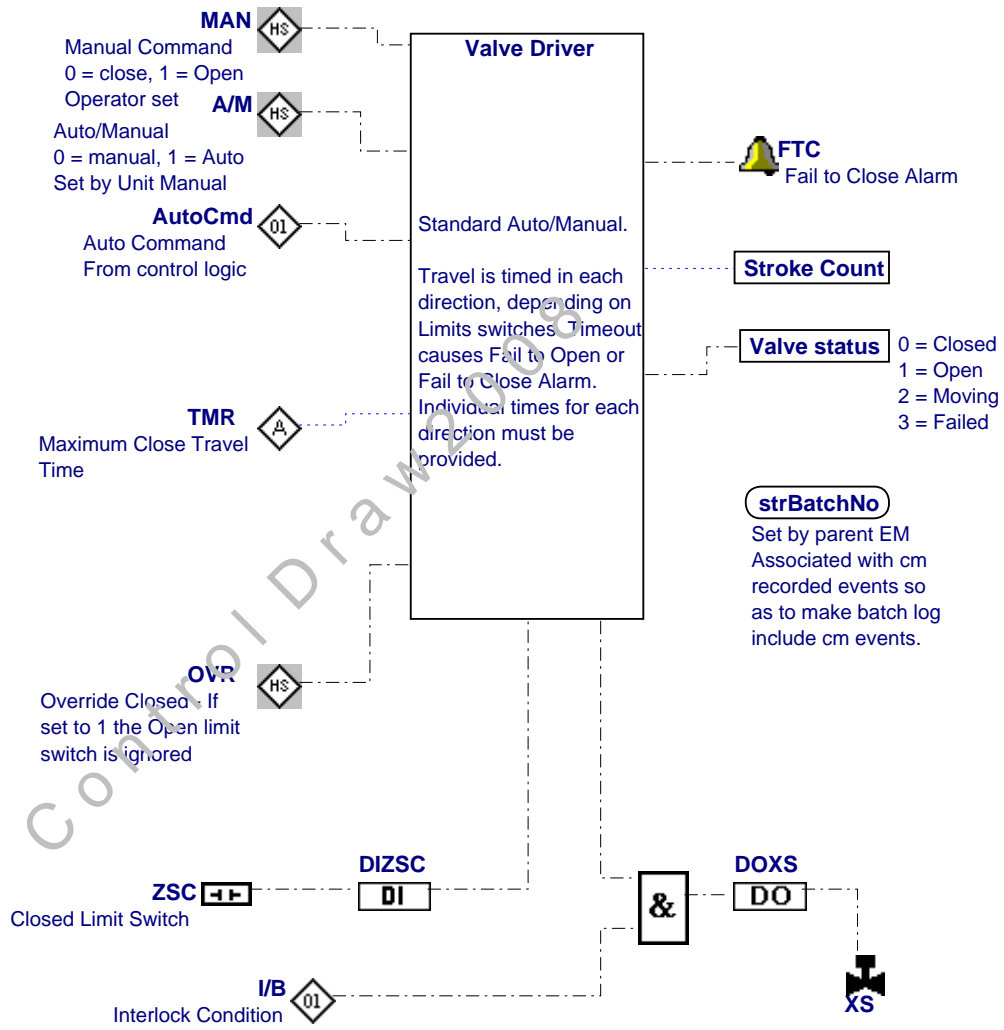 MAN
HS
Manual Command
0 = close, 1 = Open
Operator set
A/M
HS
Auto/Manual
0 = manual, 1 = Auto
Set by Unit Manual
AutoCmd
01
Auto Command
From control logic
TMR
A
Maximum Close Travel
Time
OVR
HS
Override Closed - If
set to 1 the Open limit
switch is ignored
Valve Driver
Standard Auto/Manual.
Travel is timed in each
direction, depending on
Limits switches. Timeout
causes Fail to Open or
Fail to Close Alarm.
Individual times for each
direction must be
provided.
FTC
Fail to Close Alarm
Stroke Count
Valve status
0 = Closed
1 = Open
2 = Moving
3 = Failed
strBatchNo
Set by parent EM
Associated with cm
recorded events so
as to make batch log
include cm events.
ZSC
Closed Limit Switch
DIZSC
DI
I/B
01
Interlock Condition
&
DOXS
DO
XS
Control Draw 2008